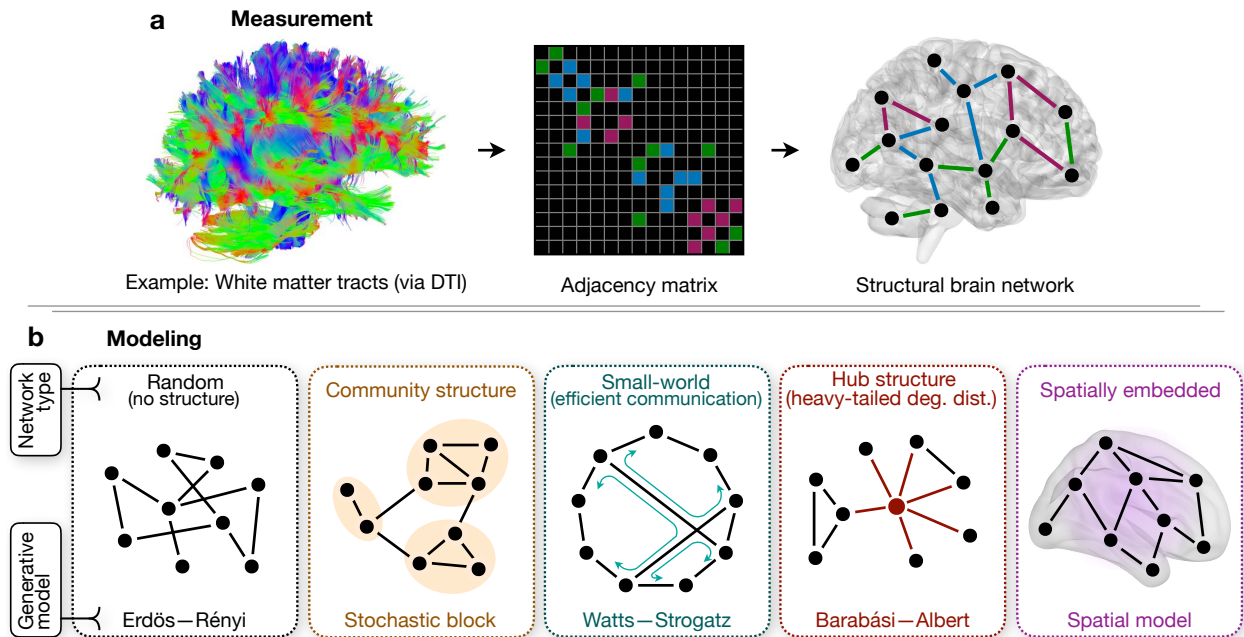 a Measurement
Example: White matter tracts (via DTI)
Adjacency matrix
Structural brain network
b Modeling
Network
type
Random
(no structure)
Community structure
Small-world
(efficient communication)
Hub structure
(heavy-tailed deg. dist.)
Spatially embedded
Generative
model
Erdös—Rényi
Stochastic block
Watts—Strogatz
Barabási—Albert
Spatial model